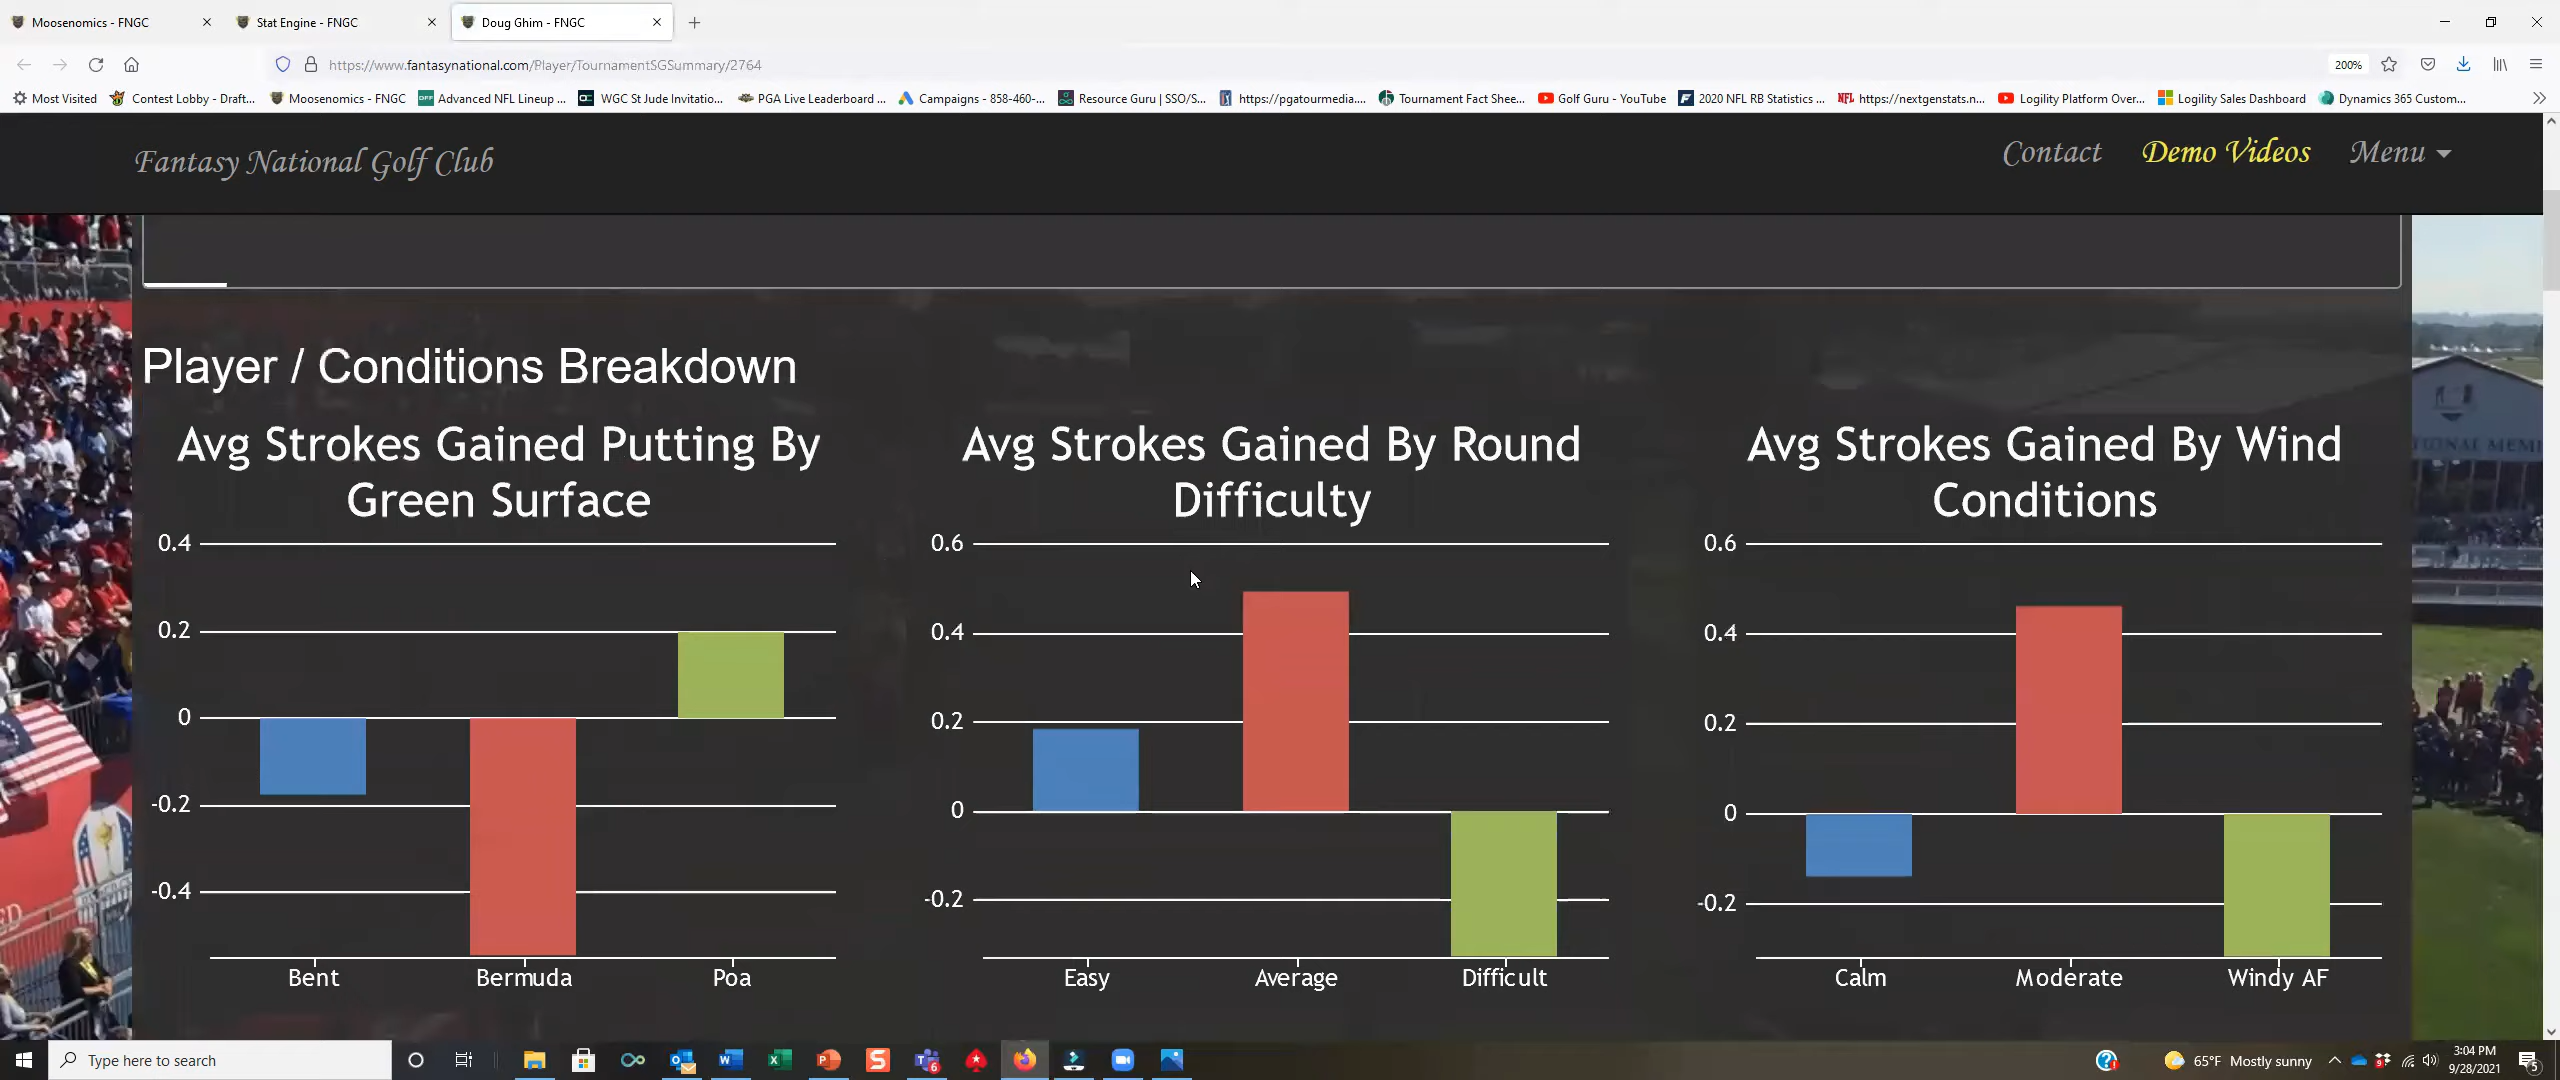 Moosenomics - FNGC
Stat Engine - FNGC
Doug Ghim - FNGC
https://www.fantasynational.com/Player/TournamentSGSummary/2764
200%
Most Visited
Contest Lobby - Draft...
Moosenomics - FNGC
Advanced NFL Lineup ...
WGC St Jude Invitatio...
PGA Live Leaderboard ...
Campaigns - 858-460-...
Resource Guru | SSO/S...
https://pgatourmedia....
Tournament Fact Shee...
Golf Guru - YouTube
2020 NFL RB Statistics ...
https://nextgenstats.n...
Logility Platform Over...
Logility Sales Dashboard
Dynamics 365 Custom...
Fantasy National Golf Club
Contact
Demo Videos
Menu
Player / Conditions Breakdown
Avg Strokes Gained Putting By
Green Surface
0.4
0.2
0
-0.2
-0.4
Bent
Bermuda
Poa
Avg Strokes Gained By Round
Difficulty
0.6
0.4
0.2
0
-0.2
Easy
Average
Difficult
Avg Strokes Gained By Wind
Conditions
0.6
0.4
0.2
0
-0.2
Calm
Moderate
Windy AF
Type here to search
65°F Mostly sunny
3:04 PM
9/28/2021